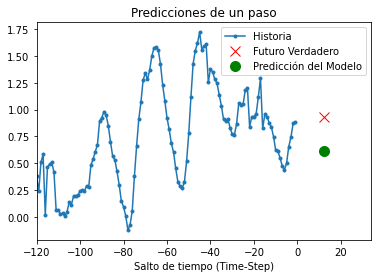 Predicciones de un paso
Historia
Futuro Verdadero
Predicción del Modelo
1.75
1.50
1.25
1.00
0.75
0.50
0.25
0.00
−120 −100 −80 −60 −40 −20 0 20
Salto de tiempo (Time-Step)